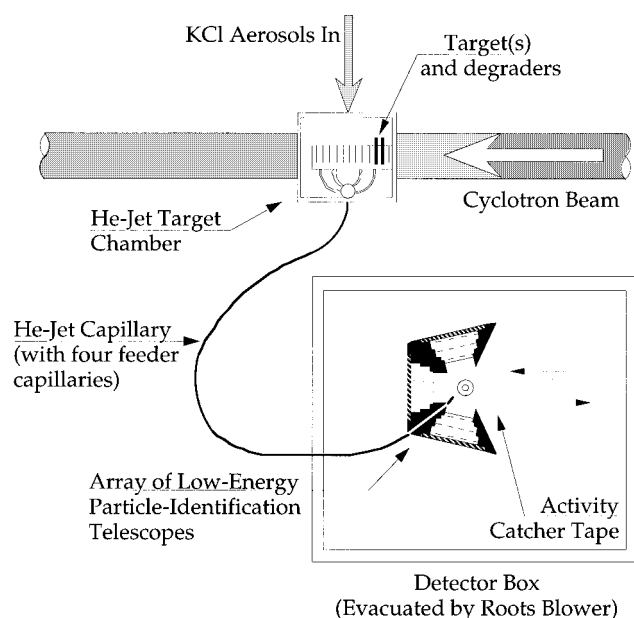 KCl Aerosols In
Target(s)
and degraders
Cyclotron Beam
He-Jet Target
Chamber
He-Jet Capillary
(with four feeder
capillaries)
Array of Low-Energy
Particle-Identification
Telescopes
Activity
Catcher Tape
Detector Box
(Evacuated by Roots Blower)